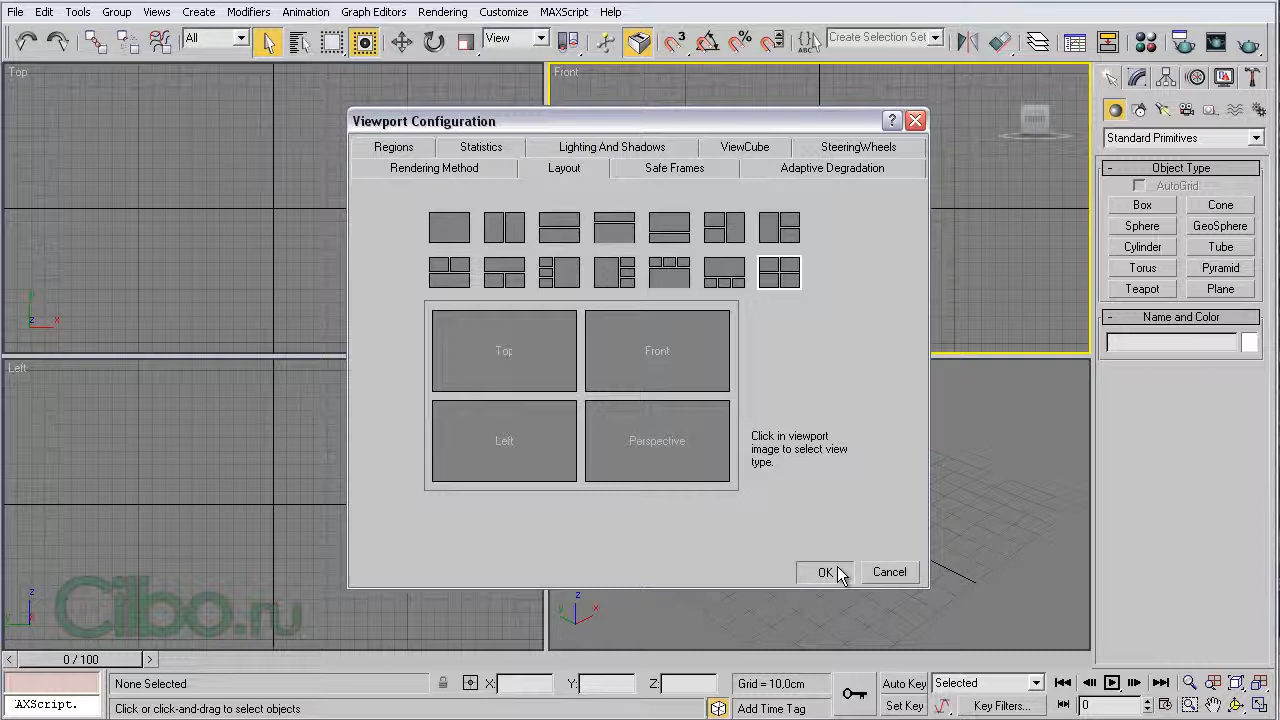 File Edit Tools Group Views Create Modifiers Animation Graph Editors Rendering Customize MAXScript Help
All View Create Selection Set
Top Front
Viewport Configuration
Regions Statistics Lighting And Shadows ViewCube SteeringWheels
Rendering Method Layout Safe Frames Adaptive Degradation
Standard Primitives
- Object Type
AutoGrid
Box Cone
Sphere GeoSphere
Cylinder Tube
Torus Pyramid
Teapot Plane
- Name and Color
Top Front
Left Perspective
Click in viewport
image to select view
type.
OK Cancel
Left
z x
z
z y x
Cilbo.ru
< 0 / 100 >
None Selected X: Y: Z: Grid = 10.0cm Auto Key Selected
AXScript. Click or click-and-drag to select objects Add Time Tag Set Key Key Filters... 0